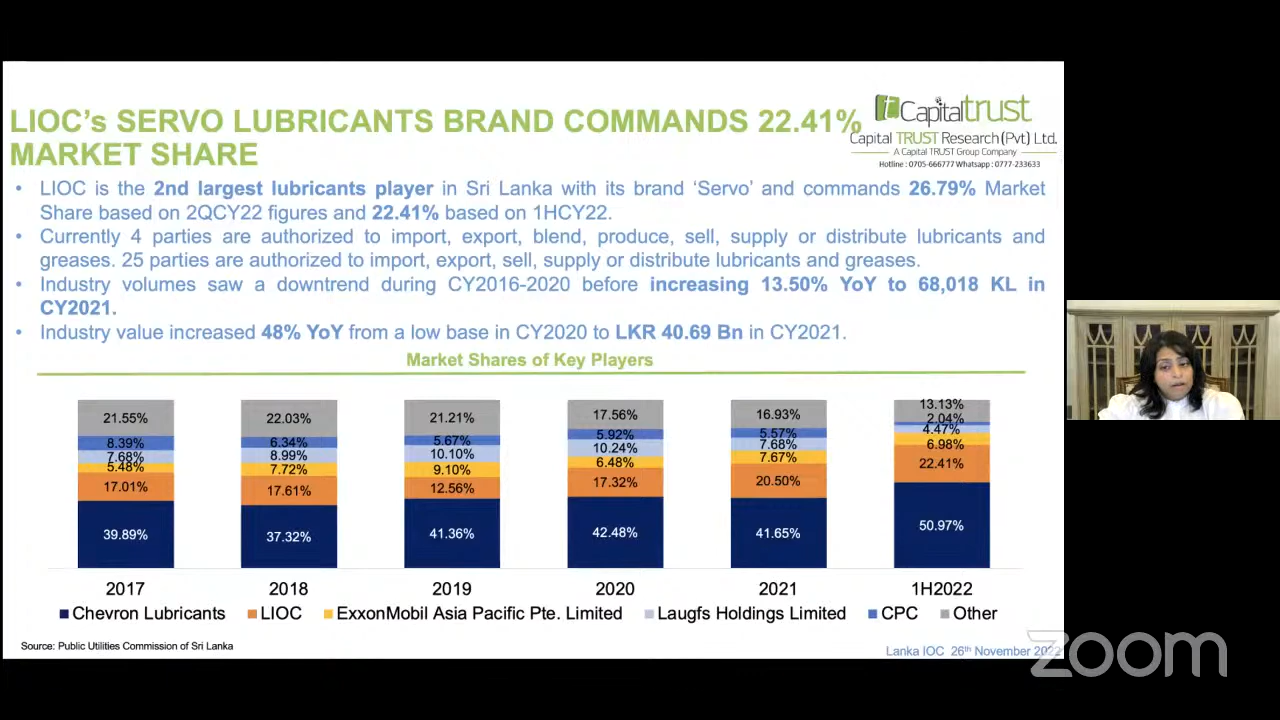 LIOC's SERVO LUBRICANTS BRAND COMMANDS 22.41%
MARKET SHARE
Capitaltrust
Capital TRUST Research (Pvt) Ltd.
- A Capital TRUST Group Company -
Hotline : 0705-666777 Whatsapp : 0777-233633
• LIOC is the 2nd largest lubricants player in Sri Lanka with its brand 'Servo' and commands 26.79% Market
Share based on 2QCY22 figures and 22.41% based on 1HCY22.
• Currently 4 parties are authorized to import, export, blend, produce, sell, supply or distribute lubricants and
greases. 25 parties are authorized to import, export, sell, supply or distribute lubricants and greases.
• Industry volumes saw a downtrend during CY2016-2020 before increasing 13.50% YoY to 68,018 KL in
CY2021.
• Industry value increased 48% YoY from a low base in CY2020 to LKR 40.69 Bn in CY2021.
Market Shares of Key Players
21.55% 22.03% 21.21% 17.56% 16.93% 13.13%
8.39% 6.34% 5.67% 5.92% 5.57% 2.04%
7.68% 8.99% 10.10% 10.24% 7.68% 4.47%
5.48% 7.72% 9.10% 6.48% 7.67% 6.98%
17.01% 17.61% 12.56% 17.32% 20.50% 22.41%
39.89% 37.32% 41.36% 42.48% 41.65% 50.97%
2017 2018 2019 2020 2021 1H2022
Chevron Lubricants LIOC ExxonMobil Asia Pacific Pte. Limited Laugfs Holdings Limited CPC Other
Source: Public Utilities Commission of Sri Lanka
Lanka IOC 26th November 2022
zoom